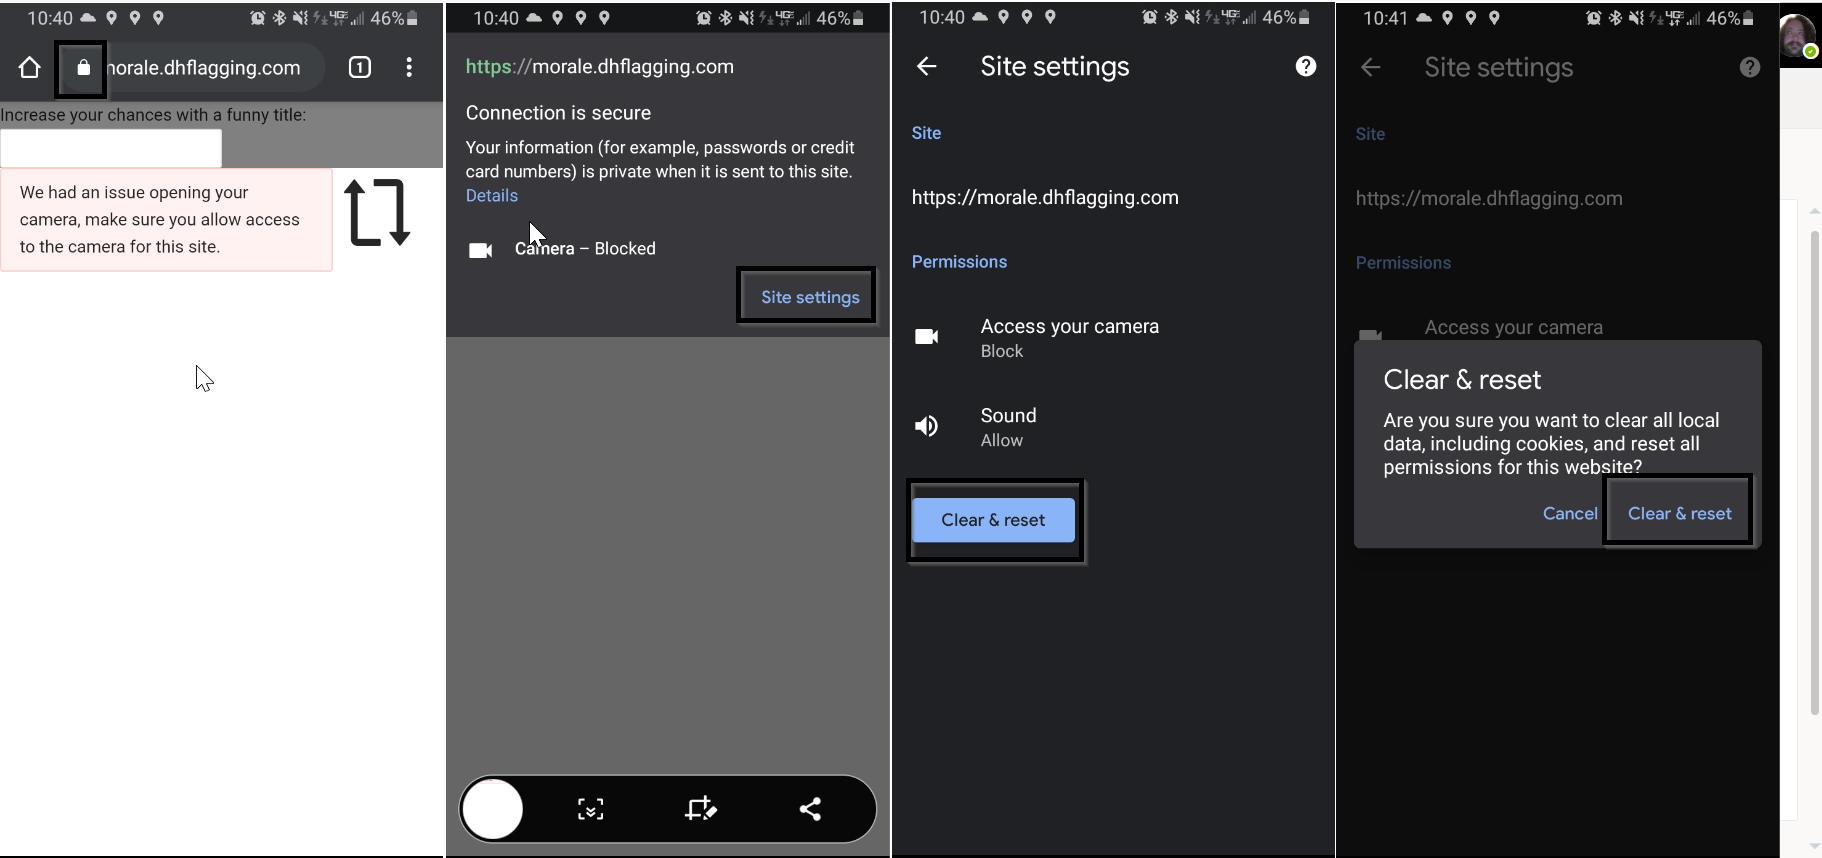 10:40
46%
morale.dhflagging.com
1
Increase your chances with a funny title:
We had an issue opening your
camera, make sure you allow access
to the camera for this site.
10:40
4GE
46%
https://morale.dhflagging.com
Connection is secure
Your information (for example, passwords or credit
card numbers) is private when it is sent to this site.
Details
Camera – Blocked
Site settings
10:40
4GE
46%
Site settings
Site
https://morale.dhflagging.com
Permissions
Access your camera
Block
Sound
Allow
Clear & reset
10:41
4GE
46%
Site settings
Site
https://morale.dhflagging.com
Permissions
Access your camera
Clear & reset
Are you sure you want to clear all local
data, including cookies, and reset all
permissions for this website?
Cancel
Clear & reset